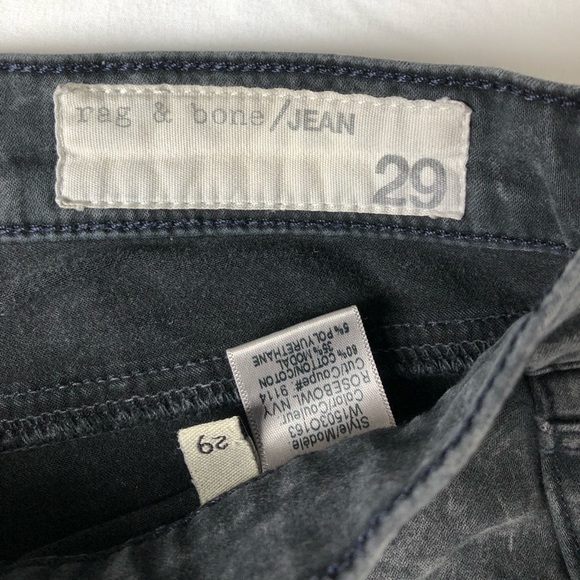 rag & bone/JEAN
29
Style/Modèle
W1503O163
Color/Couleur
ROSEBOWL NVY
Cut/Coupe# 9114
60% COTTON/COTON
35% MODAL
5% POLYURETHANE
29